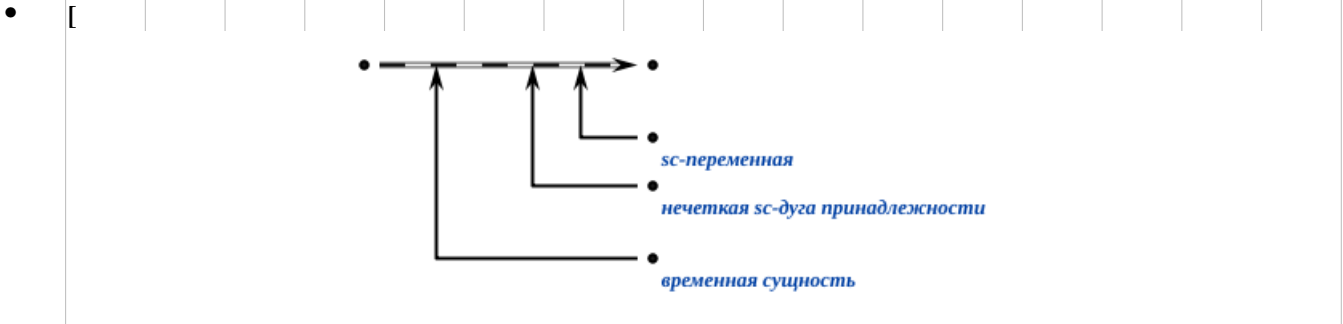 • [
sc-переменная
нечеткая sc-дуга принадлежности
временная сущность